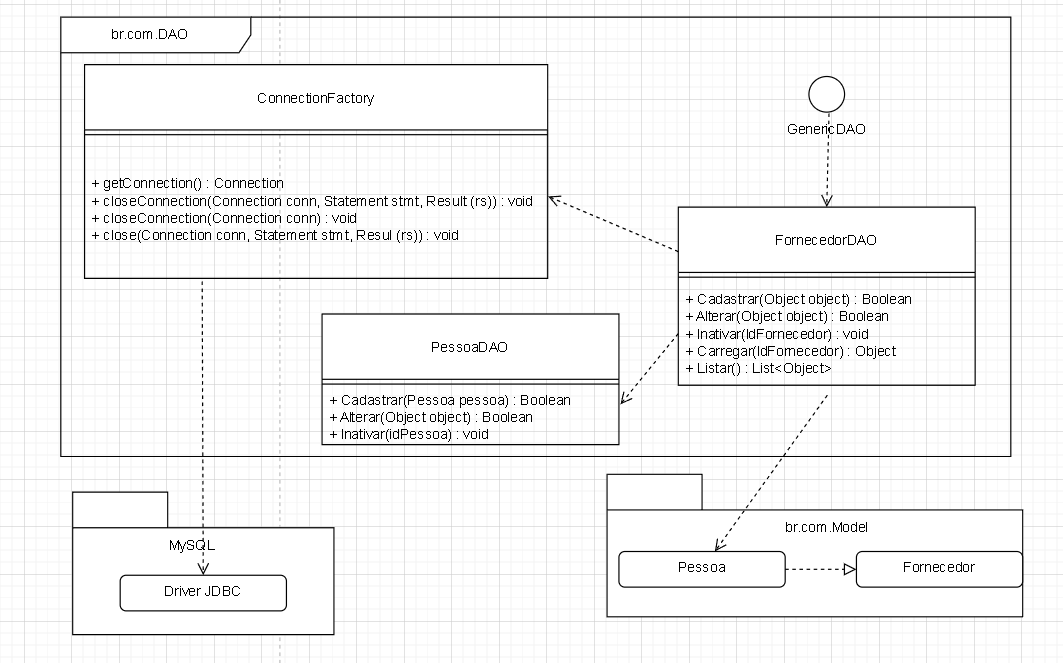 br.com.DAO
ConnectionFactory
+ getConnection() : Connection
+ closeConnection(Connection conn, Statement stmt, Result (rs)) : void
+ closeConnection(Connection conn) : void
+ close(Connection conn, Statement stmt, Resul (rs)) : void
GenericDAO
FornecedorDAO
+ Cadastrar(Object object) : Boolean
+ Alterar(Object object) : Boolean
+ Inativar(IdFornecedor) : void
+ Carregar(IdFornecedor) : Object
+ Listar() : List<Object>
PessoaDAO
+ Cadastrar(Pessoa pessoa) : Boolean
+ Alterar(Object object) : Boolean
+ Inativar(idPessoa) : void
MySQL
Driver JDBC
br.com.Model
Pessoa
Fornecedor